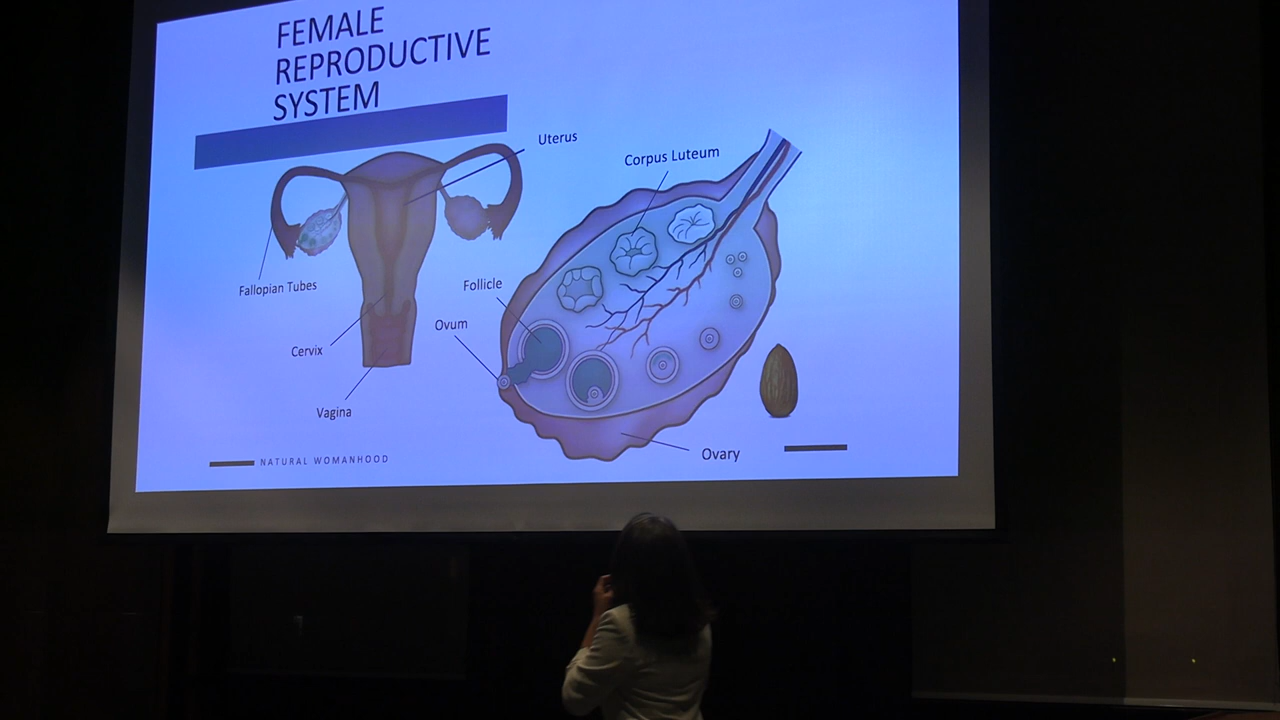 FEMALE
REPRODUCTIVE
SYSTEM
Uterus
Corpus Luteum
Fallopian Tubes
Follicle
Ovum
Cervix
Vagina
Ovary
NATURAL WOMANHOOD